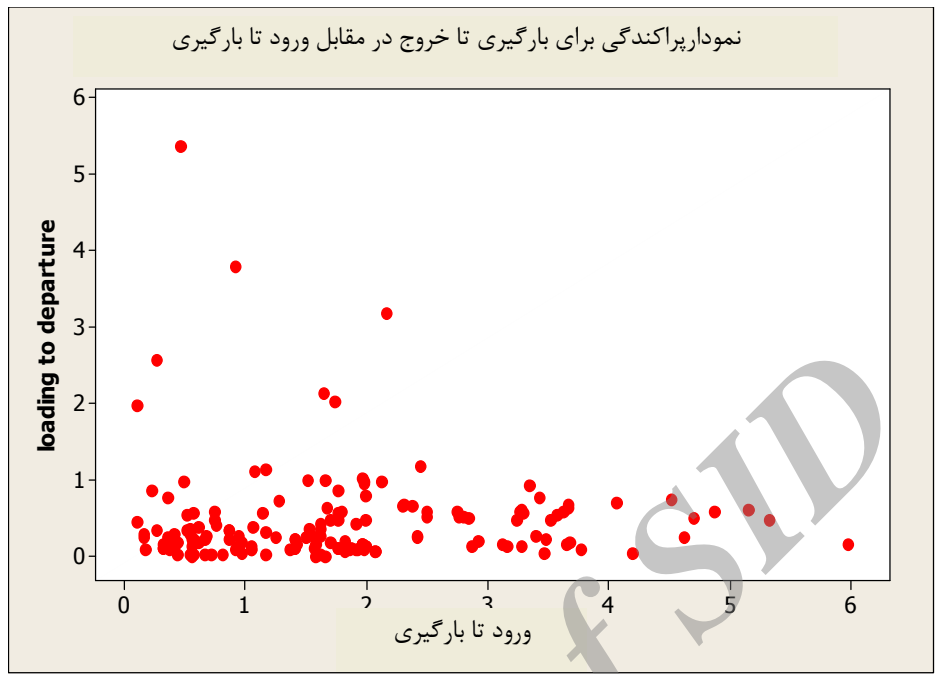 نمودارپراکندگی برای بارگیری تا خروج در مقابل ورود تا بارگیری
6
5
4
3
2
1
0
loading to departure
0 1 2 3 4 5 6
ورود تا بارگیری
f SID